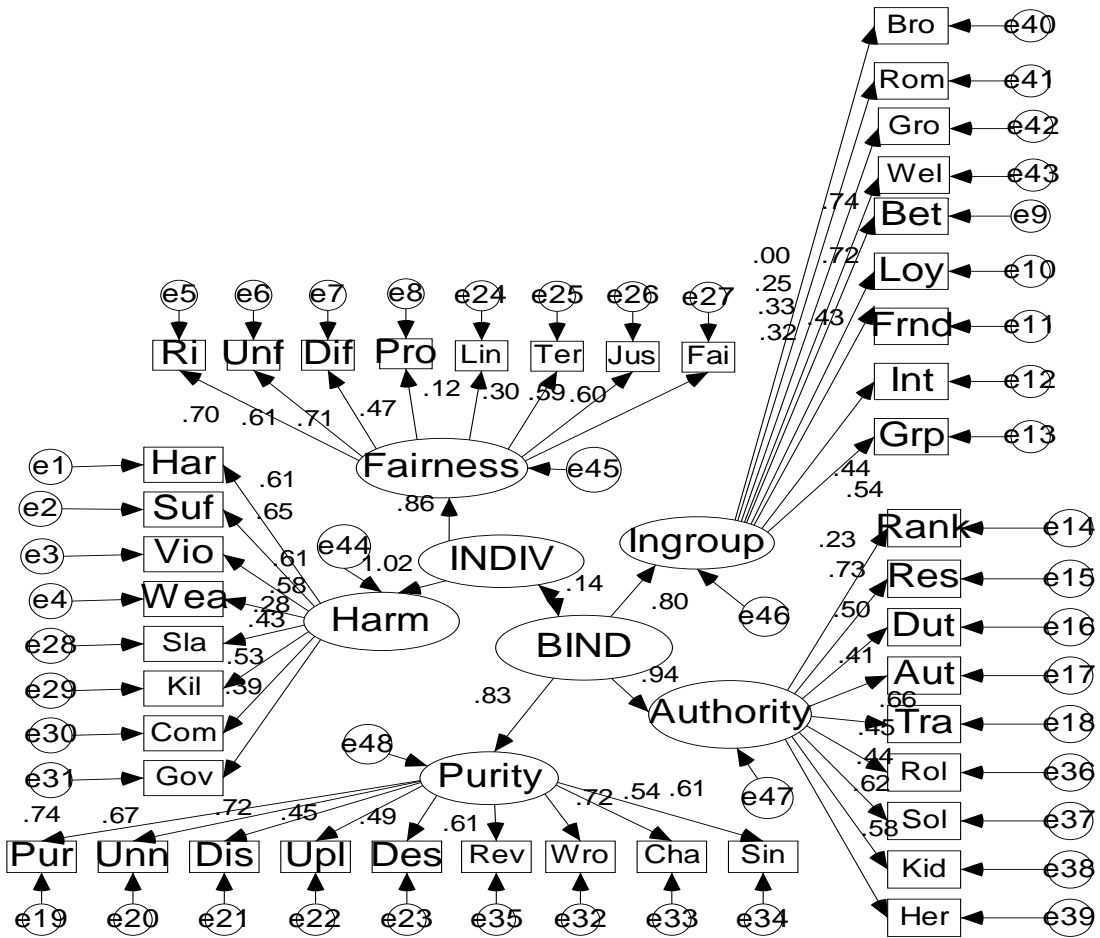 Bro
e40
Rom
e41
Gro
e42
Wel
e43
Bet
e9
Loy
e10
Frnd
e11
Int
e12
Grp
e13
.74
.00
.72
.25
.33
.32
.43
.44
.54
e5
e6
e7
e8
e24
e25
e26
e27
Ri
Unf
Dif
Pro
Lin
Ter
Jus
Fai
.70
.61
.71
.47
.12
.30
.59
.60
Fairness
e45
.86
e1
Har
e2
Suf
e3
Vio
e4
Wea
e28
Sla
e29
Kil
e30
Com
e31
Gov
.61
.65
.61
.58
.28
.43
.53
.39
e44
1.02
Harm
INDIV
.14
BIND
Ingroup
.80
e46
.94
Authority
e47
.83
e48
Purity
Rank
e14
Res
e15
Dut
e16
Aut
e17
Tra
e18
Rol
e36
Sol
e37
Kid
e38
Her
e39
.23
.73
.50
.41
.66
.45
.44
.62
.58
.74
.67
.72
.45
.49
.61
.72
.54
.61
Pur
Unn
Dis
Upl
Des
Rev
Wro
Cha
Sin
e19
e20
e21
e22
e23
e35
e32
e33
e34